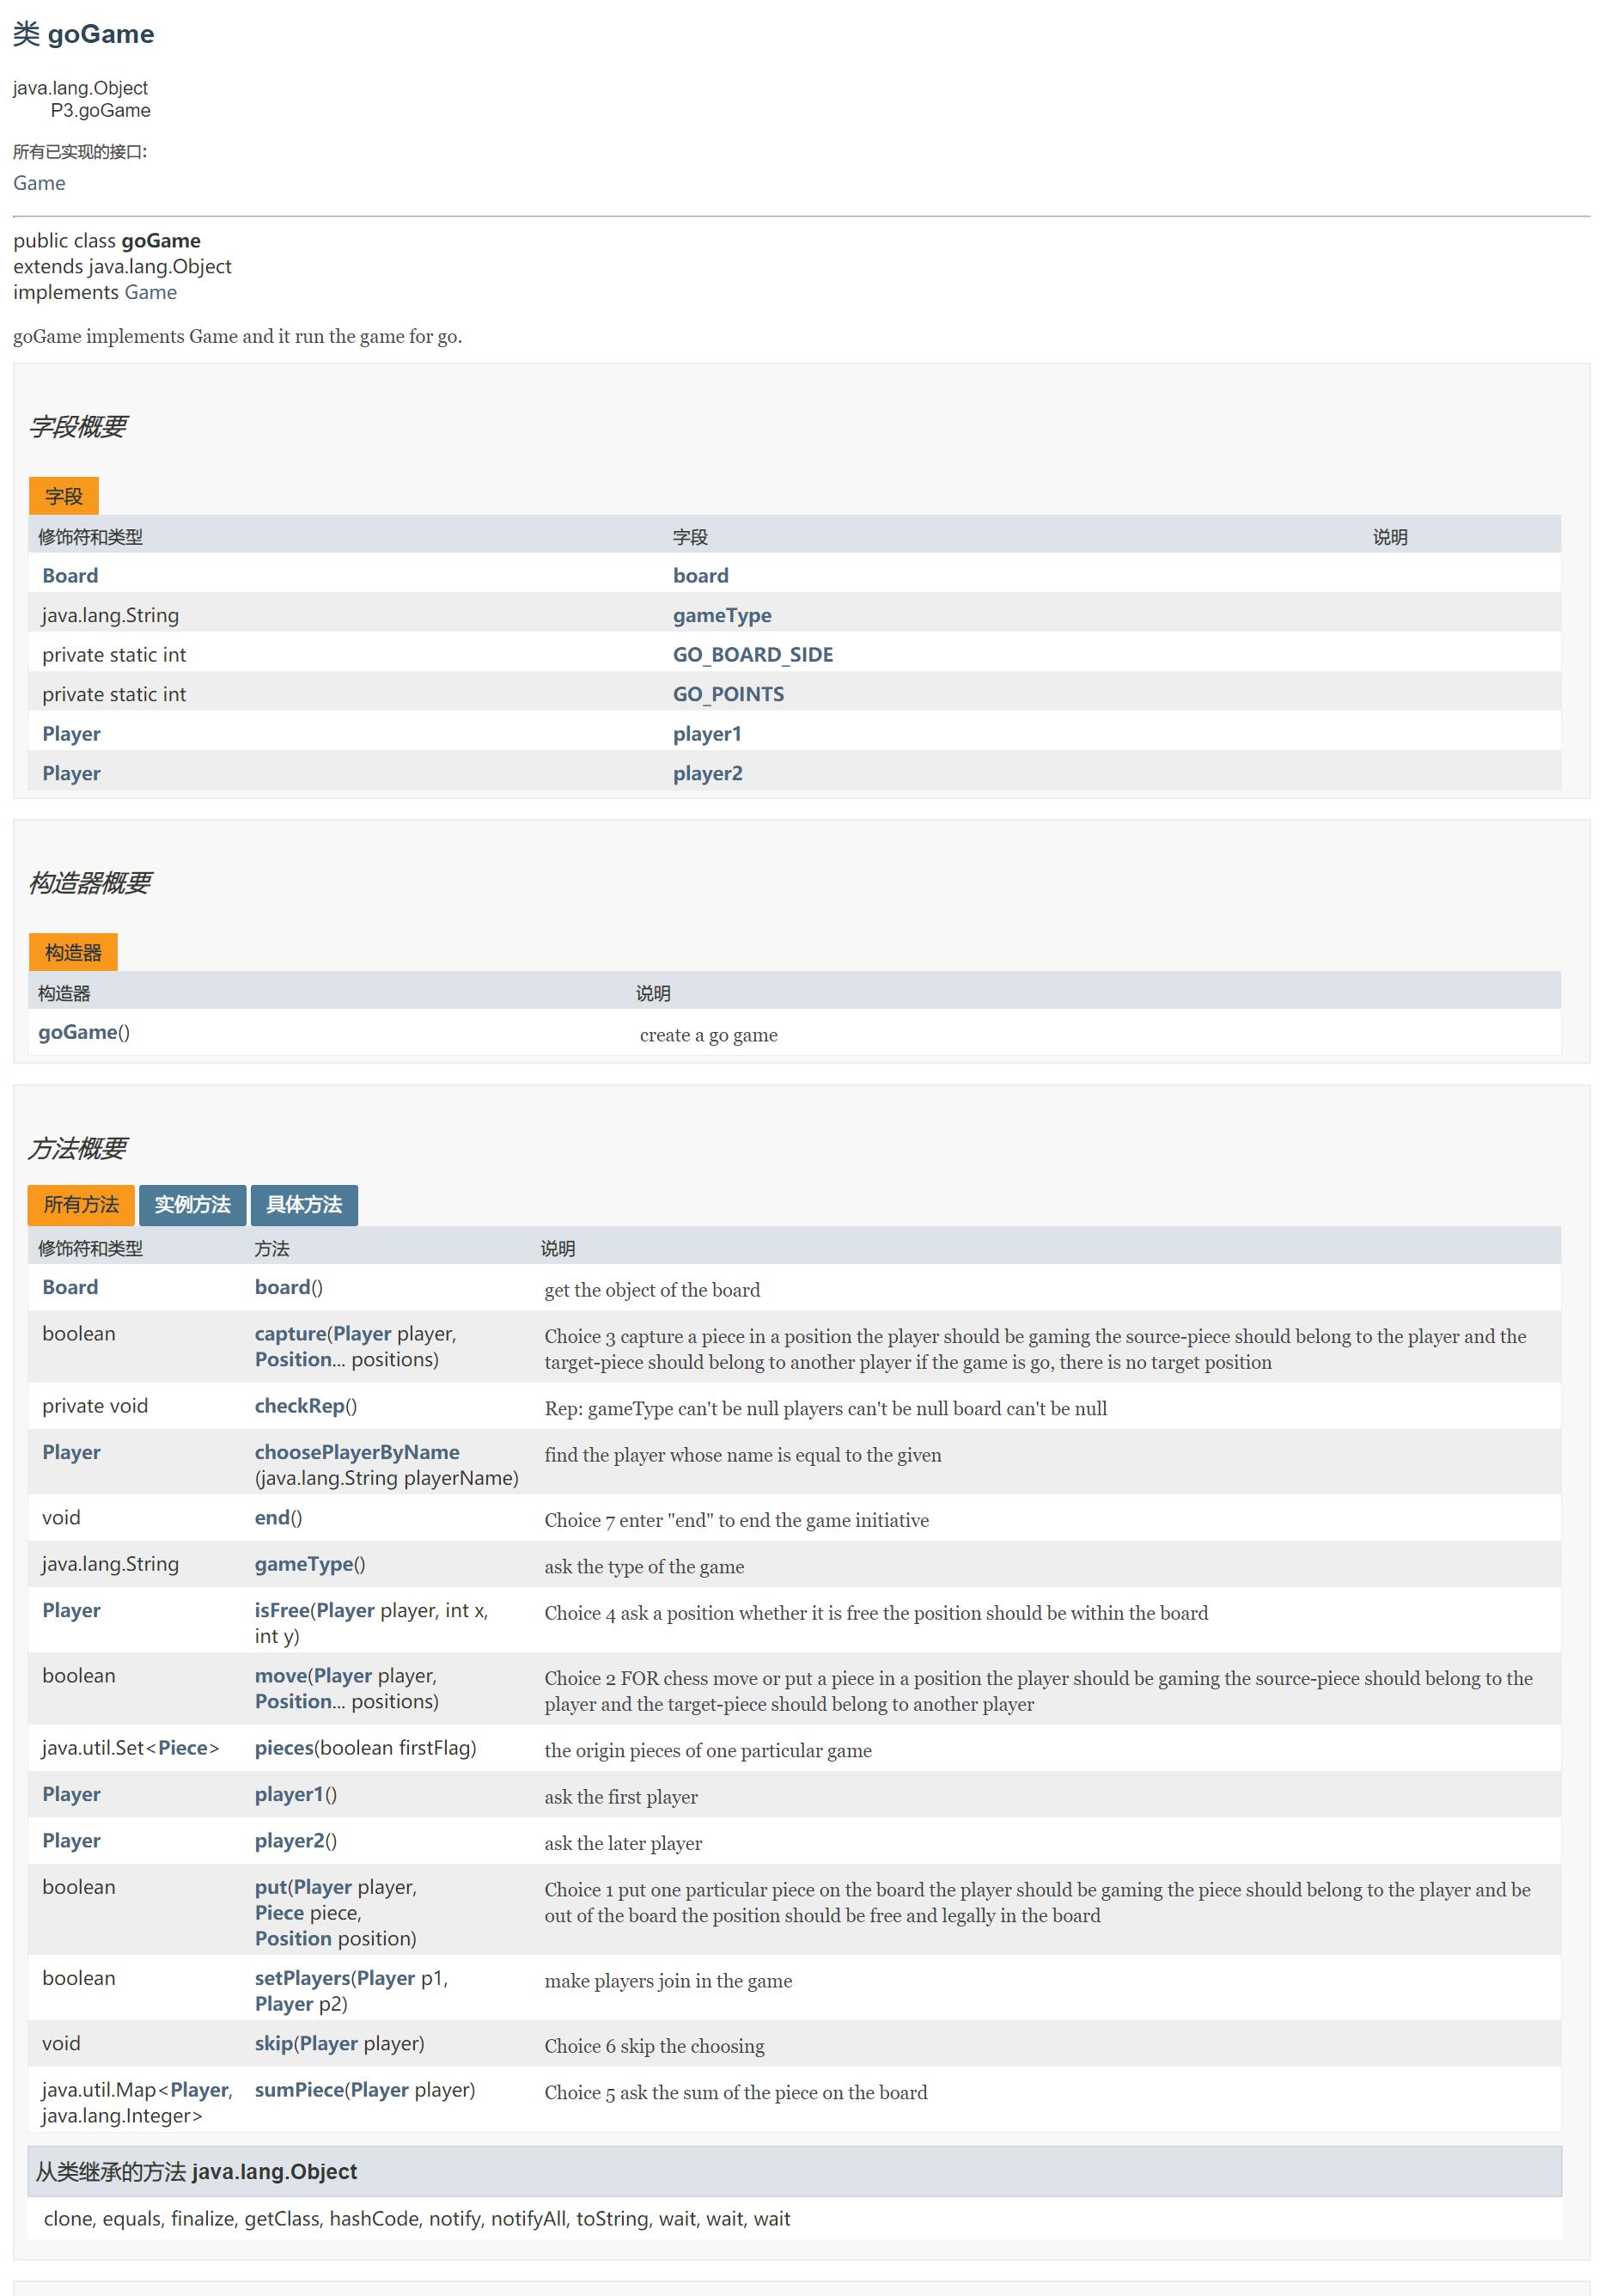 类 goGame
java.lang.Object
P3.goGame
所有已实现的接口:
Game
public class goGame
extends java.lang.Object
implements Game
goGame implements Game and it run the game for go.
字段概要
字段
修饰符和类型 字段 说明
Board board
java.lang.String gameType
private static int GO_BOARD_SIDE
private static int GO_POINTS
Player player1
Player player2
构造器概要
构造器
构造器 说明
goGame() create a go game
方法概要
所有方法 实例方法 具体方法
修饰符和类型 方法 说明
Board board() get the object of the board
boolean capture(Player player, Choice 3 capture a piece in a position the player should be gaming the source-piece should belong to the player and the
Position... positions) target-piece should belong to another player if the game is go, there is no target position
private void checkRep() Rep: gameType can't be null players can't be null board can't be null
Player choosePlayerByName find the player whose name is equal to the given
(java.lang.String playerName)
void end() Choice 7 enter "end" to end the game initiative
java.lang.String gameType() ask the type of the game
Player isFree(Player player, int x, Choice 4 ask a position whether it is free the position should be within the board
int y)
boolean move(Player player, Choice 2 FOR chess move or put a piece in a position the player should be gaming the source-piece should belong to the
Position... positions) player and the target-piece should belong to another player
java.util.Set<Piece> pieces(boolean firstFlag) the origin pieces of one particular game
Player player1() ask the first player
Player player2() ask the later player
boolean put(Player player, Choice 1 put one particular piece on the board the player should be gaming the piece should belong to the player and be
Piece piece, out of the board the position should be free and legally in the board
Position position)
boolean setPlayers(Player p1, make players join in the game
Player p2)
void skip(Player player) Choice 6 skip the choosing
java.util.Map<Player, sumPiece(Player player) Choice 5 ask the sum of the piece on the board
java.lang.Integer>
从类继承的方法 java.lang.Object
clone, equals, finalize, getClass, hashCode, notify, notifyAll, toString, wait, wait, wait